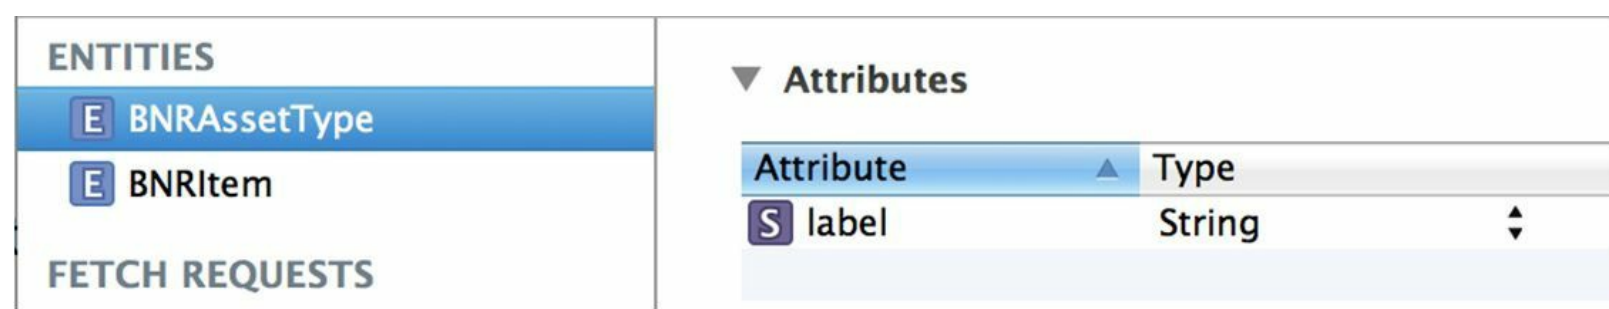 ENTITIES
E BNRAssetType
E BNRItem
FETCH REQUESTS
Attributes
Attribute Type
S label String